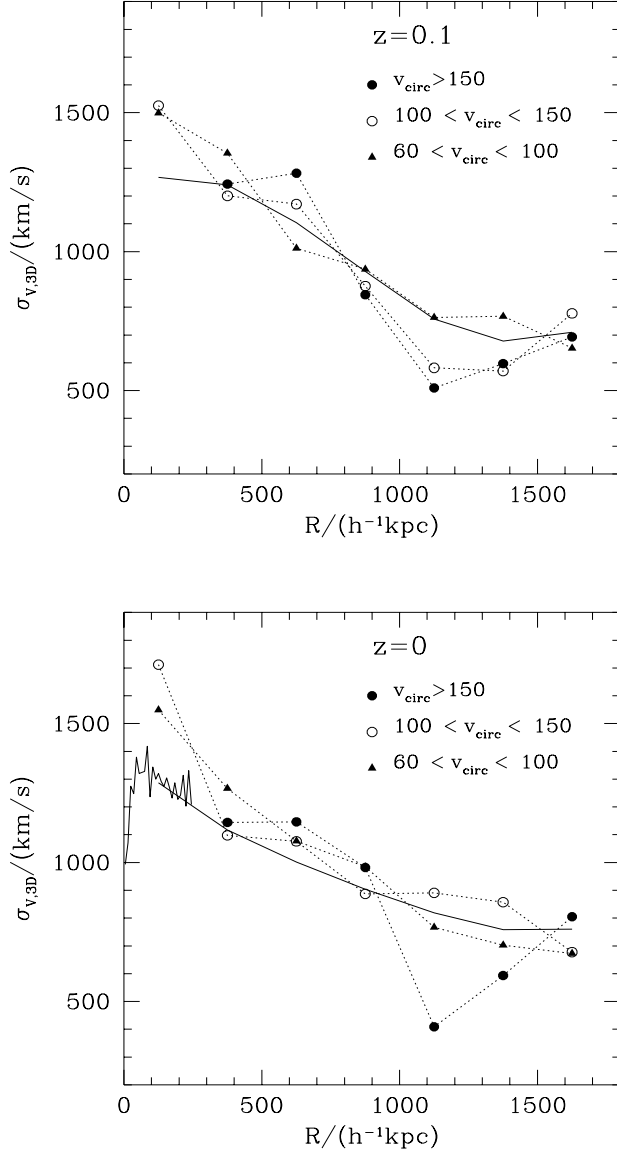 z=0.1
v_circ>150
100 < v_circ < 150
60 < v_circ < 100
1500
1000
500
σ_V,3D/(km/s)
0 500 1000 1500
R/(h⁻¹kpc)
z=0
v_circ>150
100 < v_circ < 150
60 < v_circ < 100
1500
1000
500
σ_V,3D/(km/s)
0 500 1000 1500
R/(h⁻¹kpc)